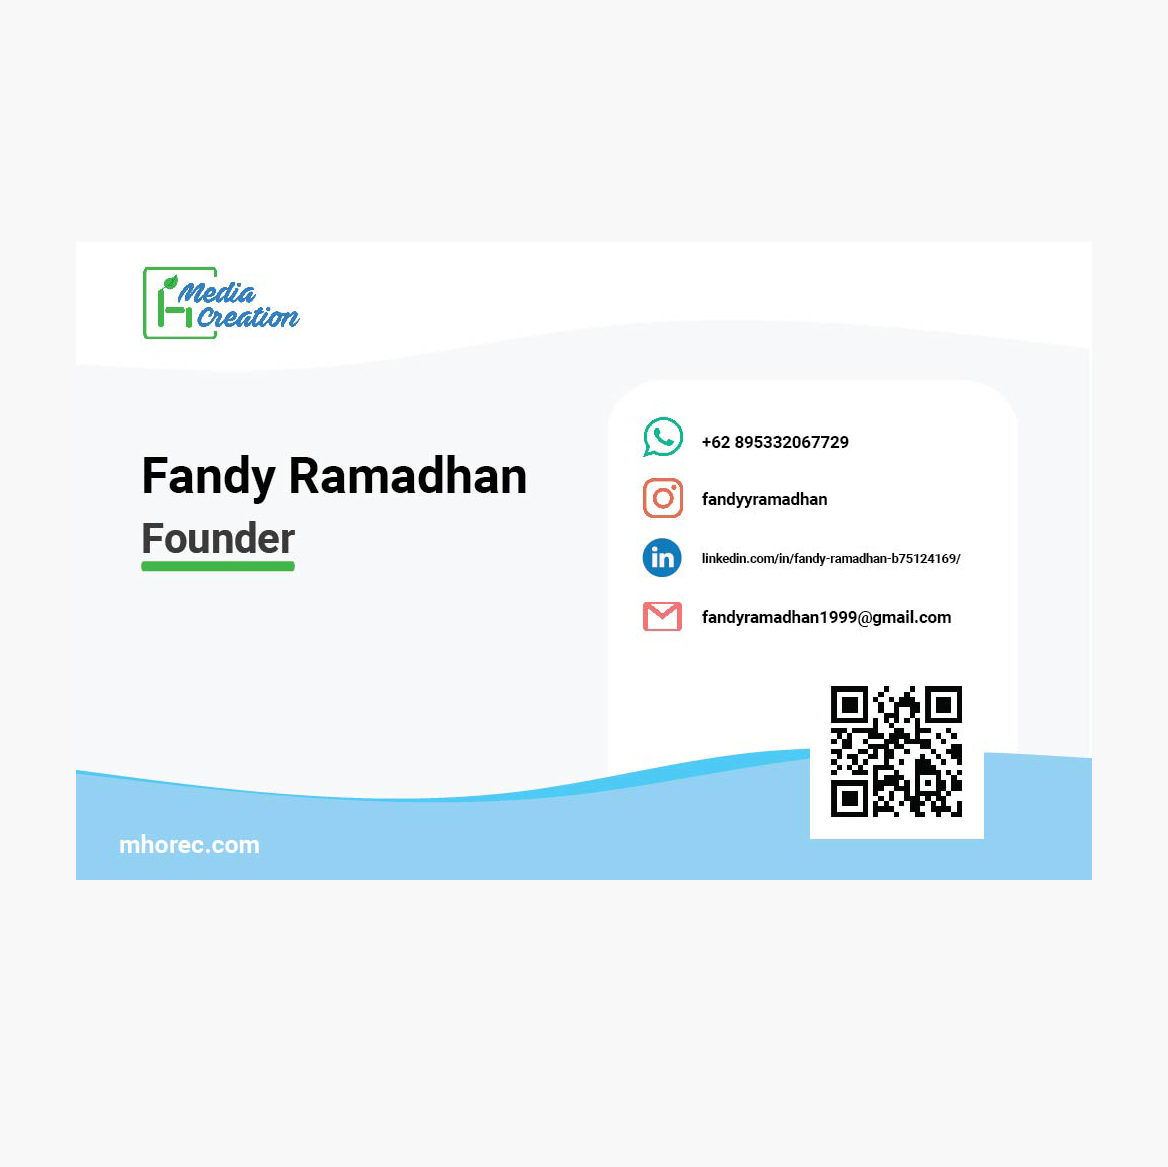 Media
Creation
Fandy Ramadhan
Founder
+62 895332067729
fandyyramadhan
in
linkedin.com/in/fandy-ramadhan-b75124169/
fandyramadhan1999@gmail.com
mhorec.com